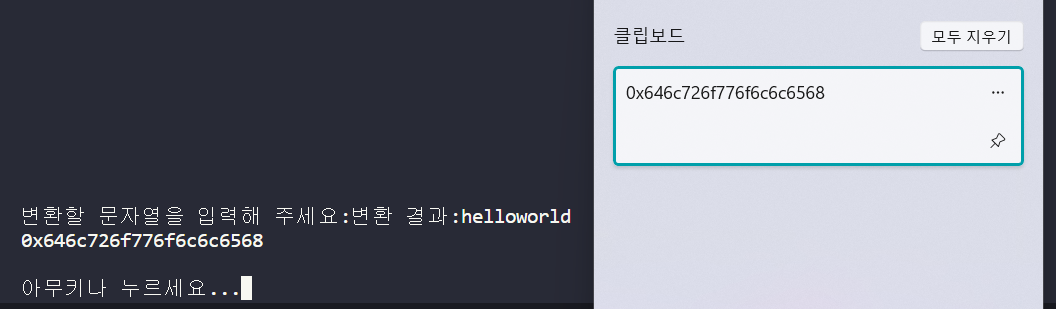 클립보드
모두 지우기
0x646c726f776f6c6c6568
변환할 문자열을 입력해 주세요:변환 결과:helloworld
0x646c726f776f6c6c6568
아무키나 누르세요...